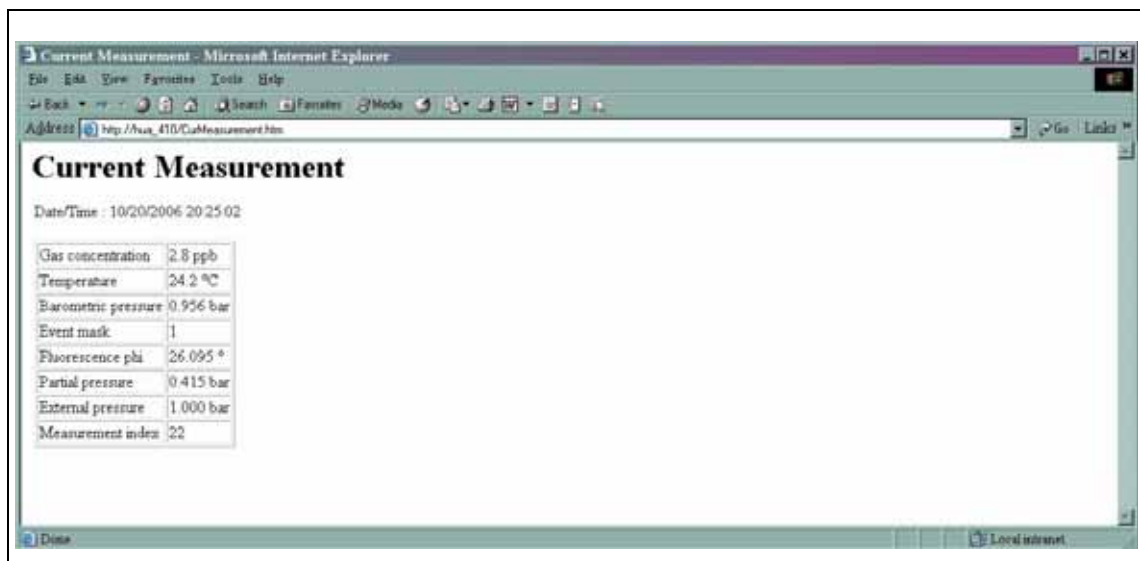 Current Measurement - Microsoft Internet Explorer
File Edit View Favorites Tools Help
Back Search Favorites Media
Address http://hua_410/CurMeasurement.htm Go Links »
Current Measurement
Date/Time : 10/20/2006 20:25:02
Gas concentration 2.8 ppb
Temperature 24.2 °C
Barometric pressure 0.956 bar
Event mask 1
Fluorescence phi 26.095 °
Partial pressure 0.415 bar
External pressure 1.000 bar
Measurement index 22
Done Local intranet